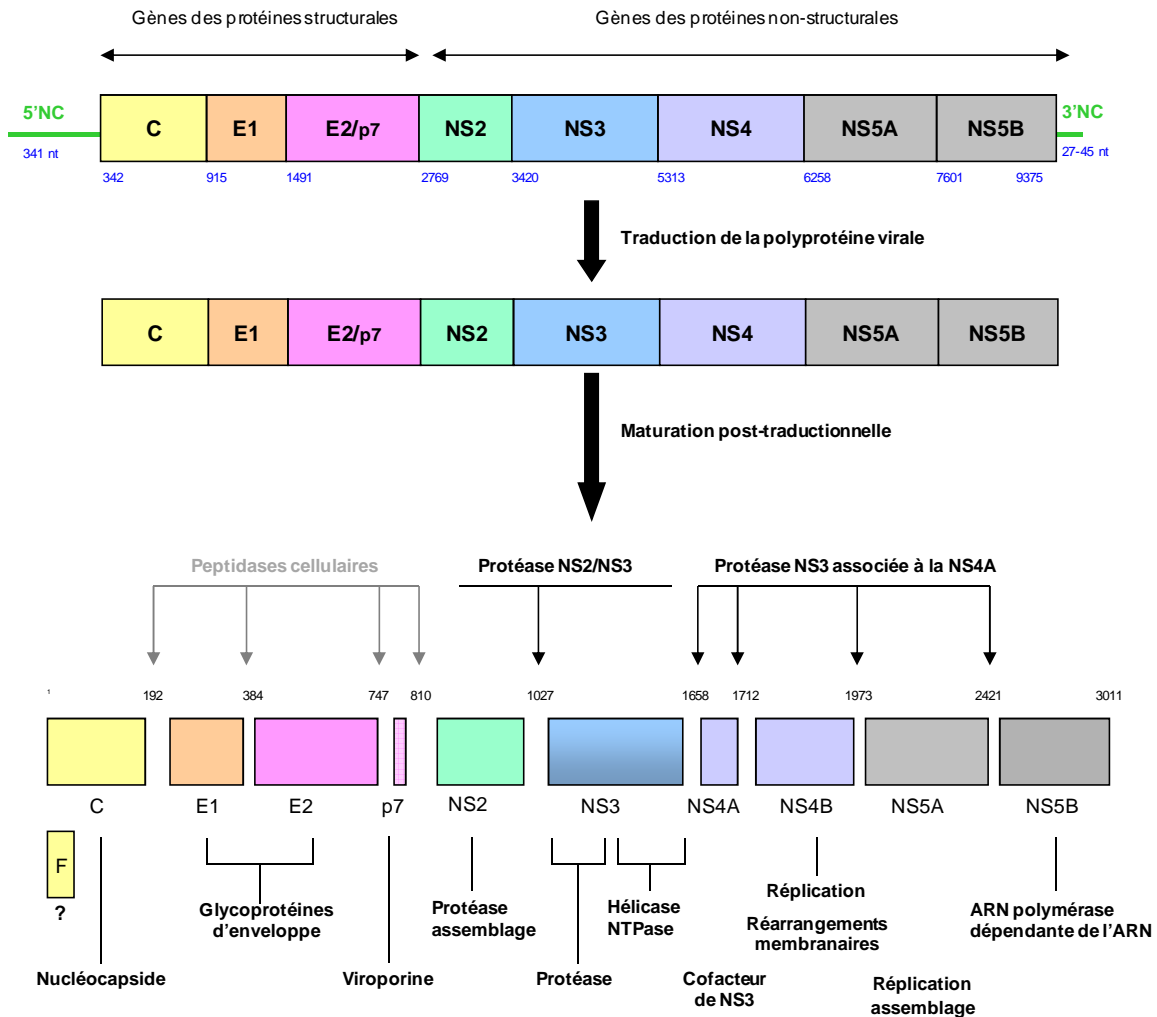 Gènes des protéines structurales Gènes des protéines non-structurales
5’NC 3’NC
C E1 E2/p7 NS2 NS3 NS4 NS5A NS5B
341 nt 27-45 nt
342 915 1491 2769 3420 5313 6258 7601 9375
Traduction de la polyprotéine virale
C E1 E2/p7 NS2 NS3 NS4 NS5A NS5B
Maturation post-traductionnelle
Peptidases cellulaires Protéase NS2/NS3 Protéase NS3 associée à la NS4A
1 192 384 747 810 1027 1658 1712 1973 2421 3011
C E1 E2 p7 NS2 NS3 NS4A NS4B NS5A NS5B
F
?
Glycoprotéines
d’enveloppe
Protéase
assemblage
Hélicase
NTPase
Réplication
Réarrangements
membranaires
ARN polymérase
dépendante de l’ARN
Nucléocapside Viroporine Protéase
Cofacteur
de NS3
Réplication
assemblage